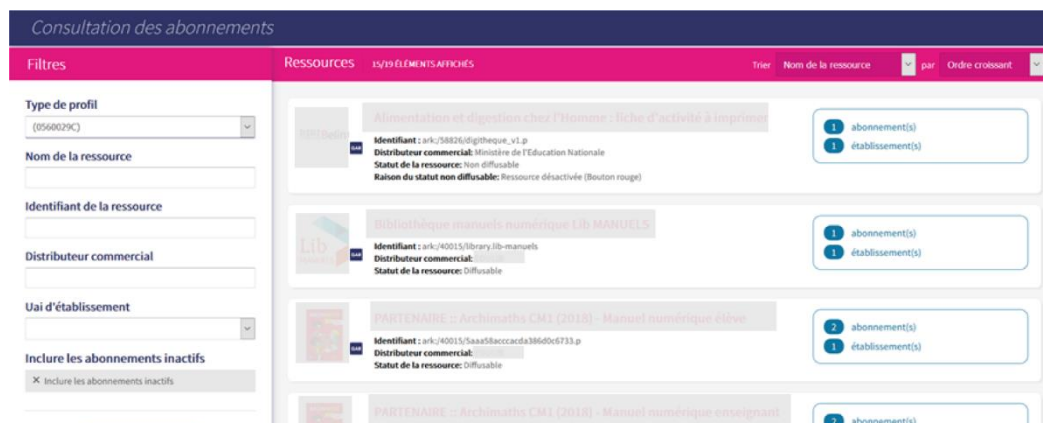 Consultation des abonnements
Filtres
Type de profil
(0560029C)
Nom de la ressource
Identifiant de la ressource
Distributeur commercial
Uai d'établissement
Inclure les abonnements inactifs
✕ Inclure les abonnements inactifs
Ressources 15/19 ÉLÉMENTS AFFICHÉS
Trier Nom de la ressource par Ordre croissant
Alimentation et digestion chez l'Homme : fiche d'activité à imprimer
GAR
Identifiant : ark:/58826/digitheque_v1.p
Distributeur commercial: Ministère de l'Education Nationale
Statut de la ressource: Non diffusable
Raison du statut non diffusable: Ressource désactivée (Bouton rouge)
1 abonnement(s)
1 établissement(s)
Bibliothèque manuels numérique Lib MANUELS
Lib
GAR
Identifiant : ark:/40015/library.lib-manuels
Distributeur commercial:
Statut de la ressource: Diffusable
1 abonnement(s)
1 établissement(s)
PARTENAIRE :: Archimaths CM1 (2018) - Manuel numérique élève
GAR
Identifiant : ark:/40015/5aaa58acccacda386d0c6733.p
Distributeur commercial:
Statut de la ressource: Diffusable
2 abonnement(s)
1 établissement(s)
PARTENAIRE :: Archimaths CM1 (2018) - Manuel numérique enseignant
2 abonnement(s)